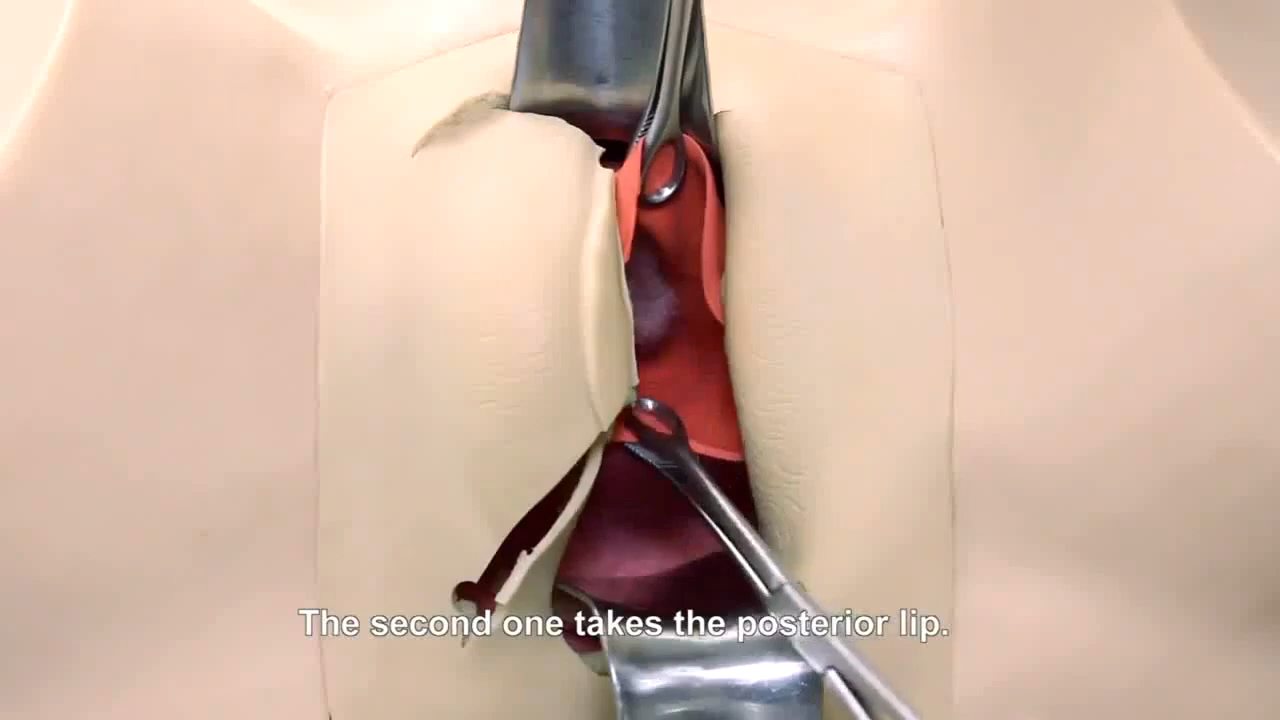 The second one takes the posterior lip.